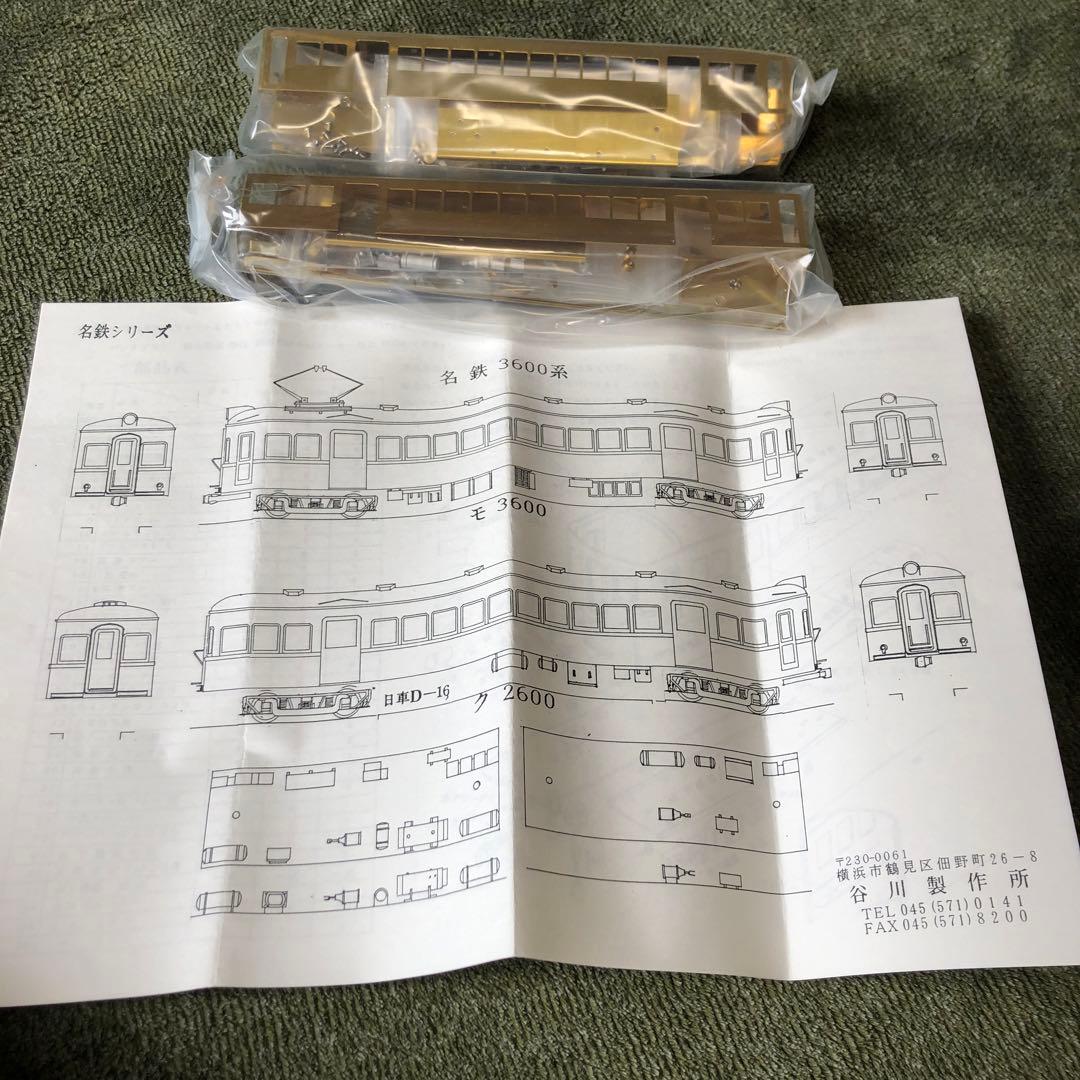 名鉄シリーズ
名鉄 3600系
モ 3600
日車D-16
ク 2600
〒230-0061
横浜市鶴見区佃野町26-8
谷川製作所
TEL 045 (571) 0141
FAX 045 (571) 8200